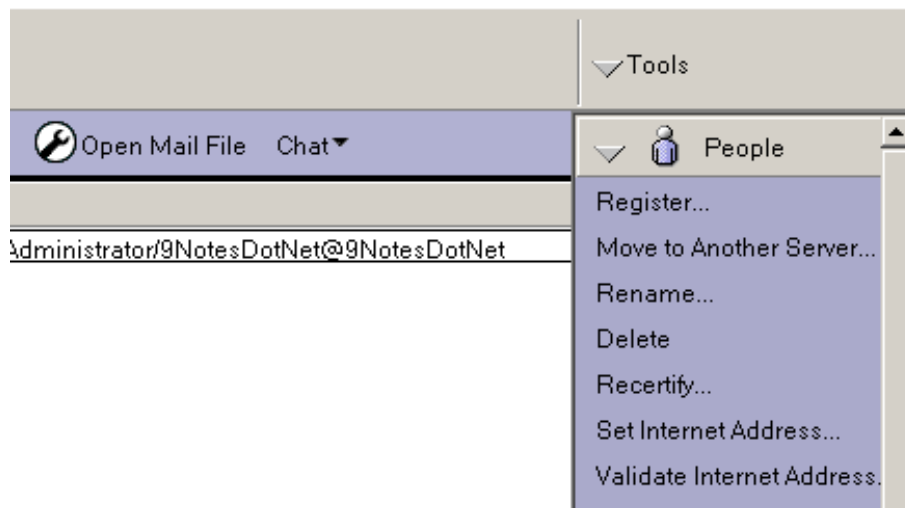 Tools
Open Mail File Chat
People
Register...
Administrator/9NotesDotNet@9NotesDotNet
Move to Another Server...
Rename...
Delete
Recertify...
Set Internet Address...
Validate Internet Address.